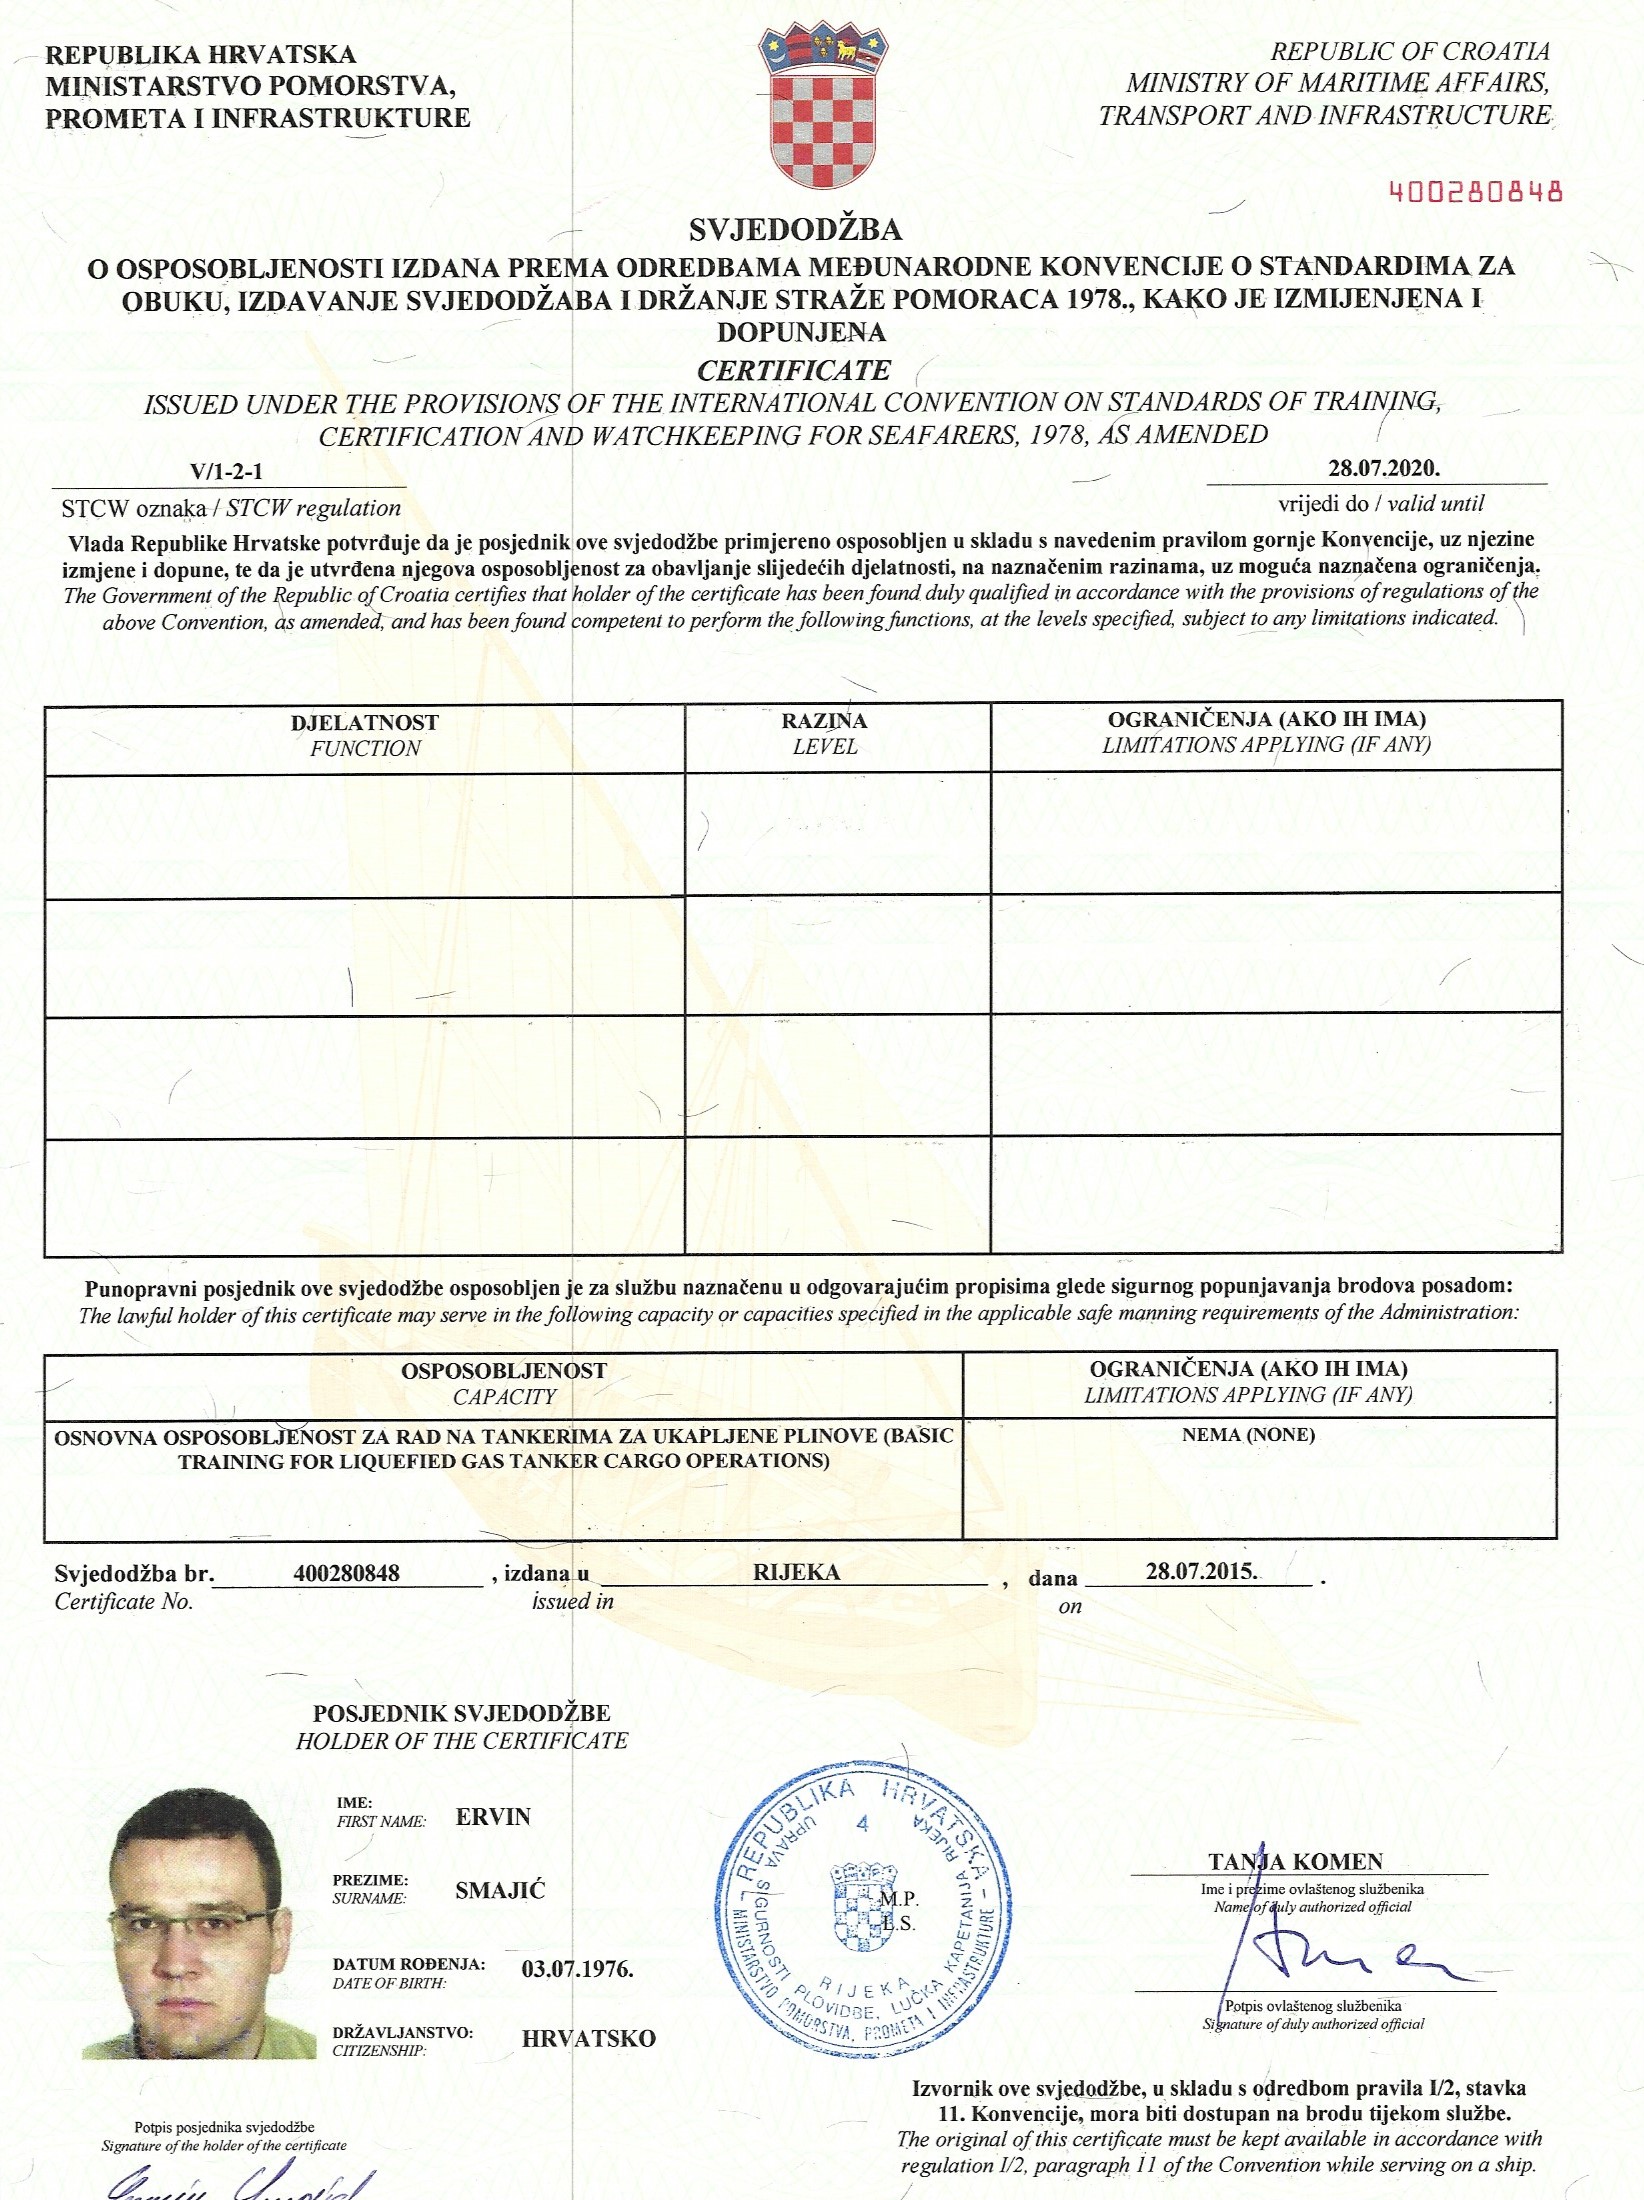 REPUBLIKA HRVATSKA
MINISTARSTVO POMORSTVA,
PROMETA I INFRASTRUKTURE
REPUBLIC OF CROATIA
MINISTRY OF MARITIME AFFAIRS,
TRANSPORT AND INFRASTRUCTURE
400280848
SVJEDODŽBA
O OSPOSOBLJENOSTI IZDANA PREMA ODREDBAMA MEĐUNARODNE KONVENCIJE O STANDARDIMA ZA
OBUKU, IZDAVANJE SVJEDODŽABA I DRŽANJE STRAŽE POMORACA 1978., KAKO JE IZMIJENJENA I
DOPUNJENA
CERTIFICATE
ISSUED UNDER THE PROVISIONS OF THE INTERNATIONAL CONVENTION ON STANDARDS OF TRAINING,
CERTIFICATION AND WATCHKEEPING FOR SEAFARERS, 1978, AS AMENDED
V/1-2-1
STCW oznaka / STCW regulation
28.07.2020.
vrijedi do / valid until
Vlada Republike Hrvatske potvrđuje da je posjednik ove svjedodžbe primjereno osposobljen u skladu s navedenim pravilom gornje Konvencije, uz njezine
izmjene i dopune, te da je utvrđena njegova osposobljenost za obavljanje slijedećih djelatnosti, na naznačenim razinama, uz moguća naznačena ograničenja.
The Government of the Republic of Croatia certifies that holder of the certificate has been found duly qualified in accordance with the provisions of regulations of the
above Convention, as amended, and has been found competent to perform the following functions, at the levels specified, subject to any limitations indicated.
DJELATNOST
FUNCTION
RAZINA
LEVEL
OGRANIČENJA (AKO IH IMA)
LIMITATIONS APPLYING (IF ANY)
Punopravni posjednik ove svjedodžbe osposobljen je za službu naznačenu u odgovarajućim propisima glede sigurnog popunjavanja brodova posadom:
The lawful holder of this certificate may serve in the following capacity or capacities specified in the applicable safe manning requirements of the Administration:
OSPOSOBLJENOST
CAPACITY
OGRANIČENJA (AKO IH IMA)
LIMITATIONS APPLYING (IF ANY)
OSNOVNA OSPOSOBLJENOST ZA RAD NA TANKERIMA ZA UKAPLJENE PLINOVE (BASIC
TRAINING FOR LIQUEFIED GAS TANKER CARGO OPERATIONS)
NEMA (NONE)
Svjedodžba br. 400280848 , izdana u RIJEKA , dana 28.07.2015. .
Certificate No. issued in on
POSJEDNIK SVJEDODŽBE
HOLDER OF THE CERTIFICATE
IME:
FIRST NAME:
ERVIN
PREZIME:
SURNAME:
SMAJIĆ
DATUM ROĐENJA:
DATE OF BIRTH:
03.07.1976.
DRŽAVLJANSTVO:
CITIZENSHIP:
HRVATSKO
REPUBLIKA HRVATSKA
MINISTARSTVO POMORSTVA, PROMETA I INFRASTRUKTURE
UPRAVA SIGURNOSTI PLOVIDBE, LUČKA KAPETANIJA RIJEKA
4
RIJEKA
M.P.
L.S.
TANJA KOMEN
Ime i prezime ovlaštenog službenika
Name of duly authorized official
Potpis ovlaštenog službenika
Signature of duly authorized official
Potpis posjednika svjedodžbe
Signature of the holder of the certificate
Izvornik ove svjedodžbe, u skladu s odredbom pravila I/2, stavka
11. Konvencije, mora biti dostupan na brodu tijekom službe.
The original of this certificate must be kept available in accordance with
regulation I/2, paragraph 11 of the Convention while serving on a ship.